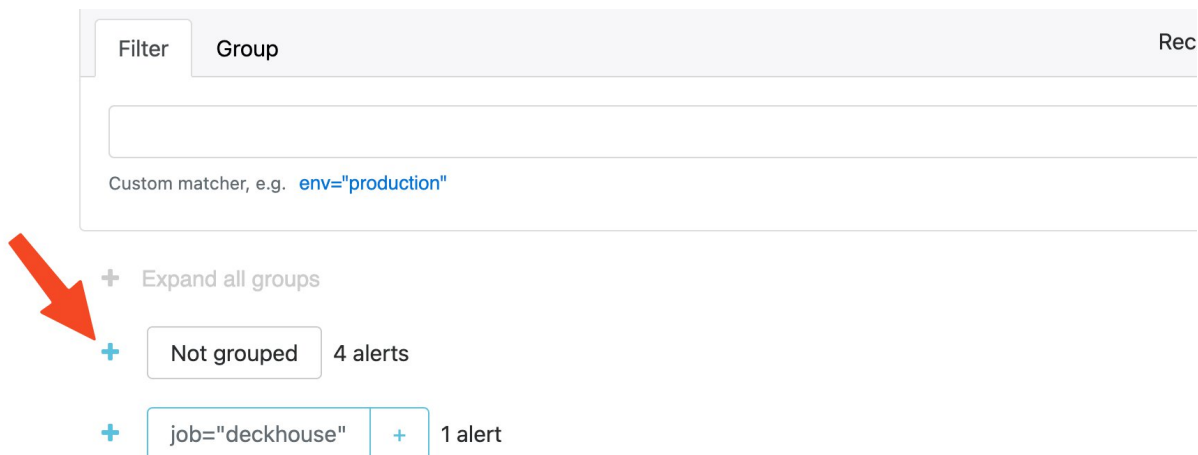 Filter Group Rec
Custom matcher, e.g. env="production"
+ Expand all groups
+ Not grouped 4 alerts
+ job="deckhouse" + 1 alert